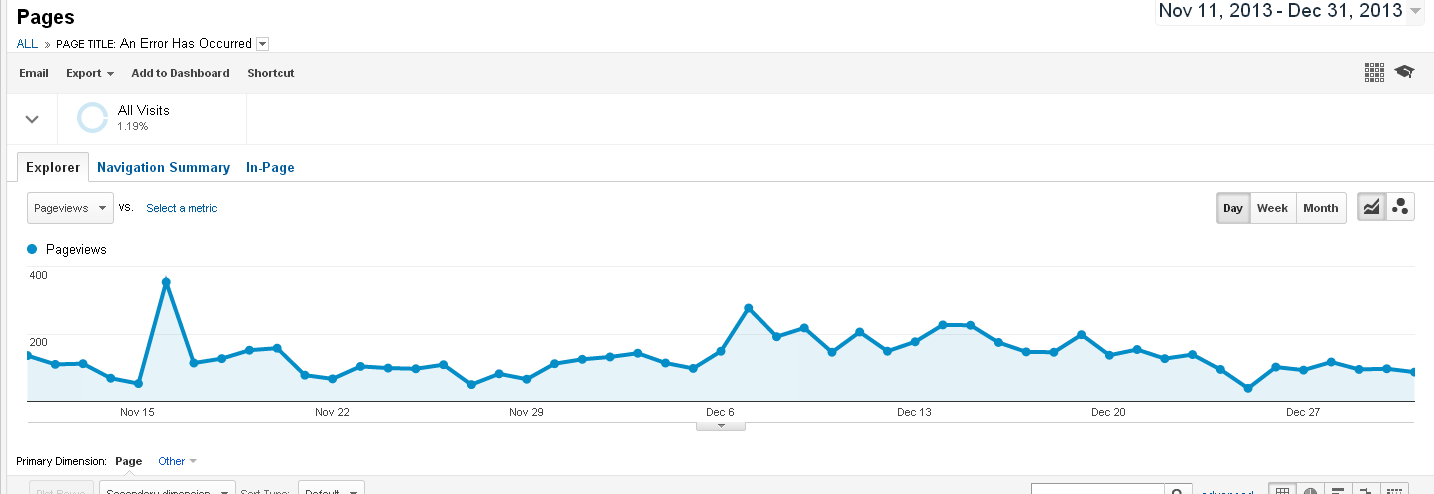 Pages
Nov 11, 2013 - Dec 31, 2013
ALL » PAGE TITLE: An Error Has Occurred
Email Export Add to Dashboard Shortcut
All Visits
1.19%
Explorer Navigation Summary In-Page
Pageviews VS. Select a metric
Day Week Month
Pageviews
400
200
Nov 15 Nov 22 Nov 29 Dec 6 Dec 13 Dec 20 Dec 27
Primary Dimension: Page Other
Plot Rows Secondary dimension Sort Type: Default advanced